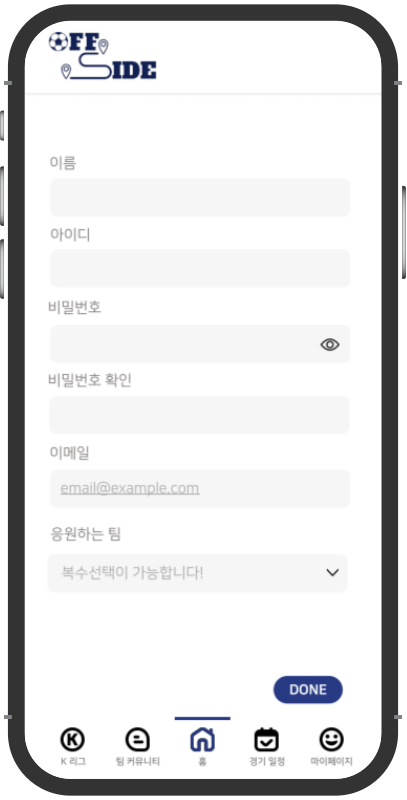 OFF
SIDE
이름
아이디
비밀번호
비밀번호 확인
이메일
email@example.com
응원하는 팀
복수선택이 가능합니다!
DONE
K
K 리그 팀 커뮤니티 홈 경기 일정 마이페이지